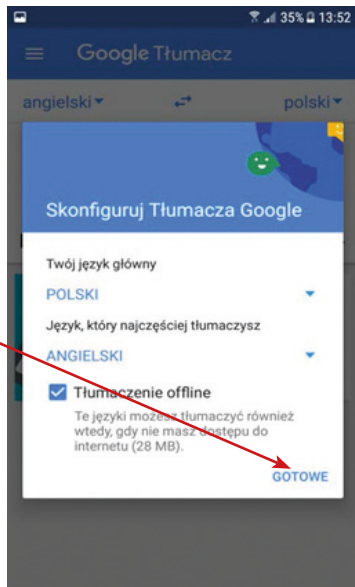 35% 13:52
Google Tłumacz
angielski polski
Skonfiguruj Tłumacza Google
Twój język główny
POLSKI
Język, który najczęściej tłumaczysz
ANGIELSKI
Tłumaczenie offline
Te języki możesz tłumaczyć również
wtedy, gdy nie masz dostępu do
internetu (28 MB).
GOTOWE